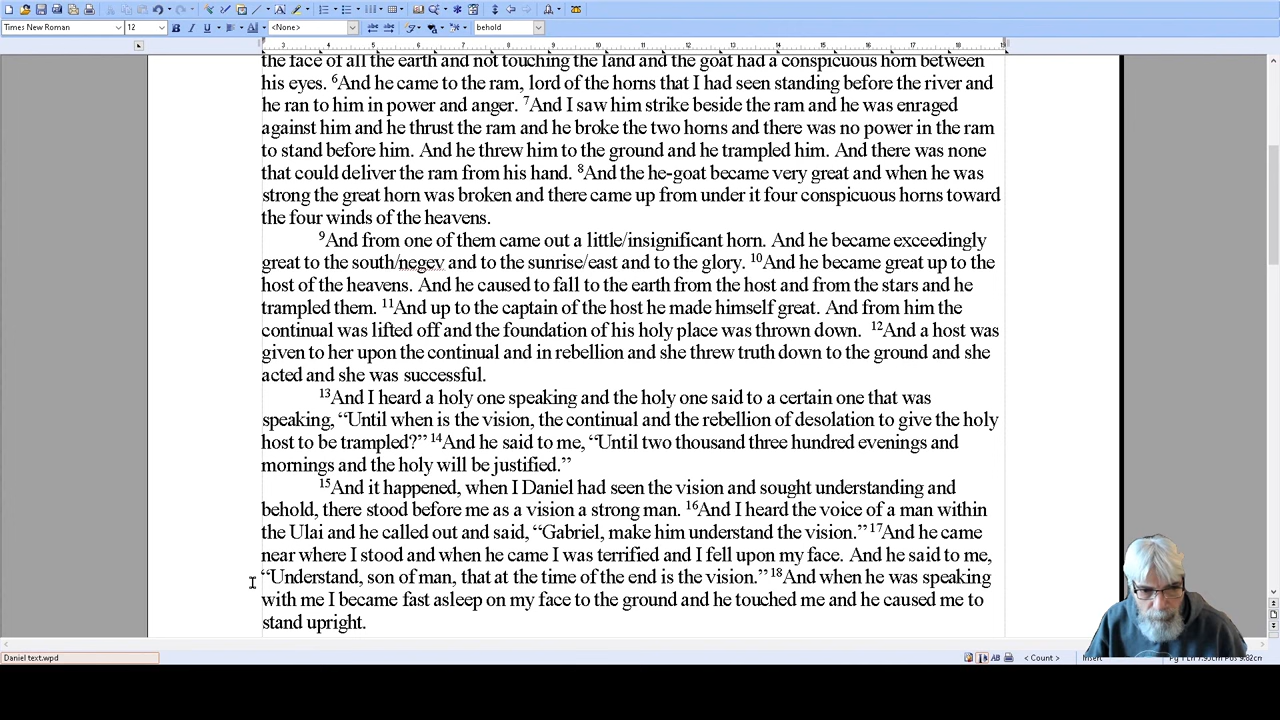 Times New Roman 12 <None> behold
3 4 5 6 7 8 9 10 11 12 13 14 15 16 17 18 19
the face of all the earth and not touching the land and the goat had a conspicuous horn between
his eyes. 6And he came to the ram, lord of the horns that I had seen standing before the river and
he ran to him in power and anger. 7And I saw him strike beside the ram and he was enraged
against him and he thrust the ram and he broke the two horns and there was no power in the ram
to stand before him. And he threw him to the ground and he trampled him. And there was none
that could deliver the ram from his hand. 8And the he-goat became very great and when he was
strong the great horn was broken and there came up from under it four conspicuous horns toward
the four winds of the heavens.
9And from one of them came out a little/insignificant horn. And he became exceedingly
great to the south/negev and to the sunrise/east and to the glory. 10And he became great up to the
host of the heavens. And he caused to fall to the earth from the host and from the stars and he
trampled them. 11And up to the captain of the host he made himself great. And from him the
continual was lifted off and the foundation of his holy place was thrown down. 12And a host was
given to her upon the continual and in rebellion and she threw truth down to the ground and she
acted and she was successful.
13And I heard a holy one speaking and the holy one said to a certain one that was
speaking, “Until when is the vision, the continual and the rebellion of desolation to give the holy
host to be trampled?” 14And he said to me, “Until two thousand three hundred evenings and
mornings and the holy will be justified.”
15And it happened, when I Daniel had seen the vision and sought understanding and
behold, there stood before me as a vision a strong man. 16And I heard the voice of a man within
the Ulai and he called out and said, “Gabriel, make him understand the vision.” 17And he came
near where I stood and when he came I was terrified and I fell upon my face. And he said to me,
“Understand, son of man, that at the time of the end is the vision.” 18And when he was speaking
with me I became fast asleep on my face to the ground and he touched me and he caused me to
stand upright.
Daniel text.wpd AB < Count > Insert